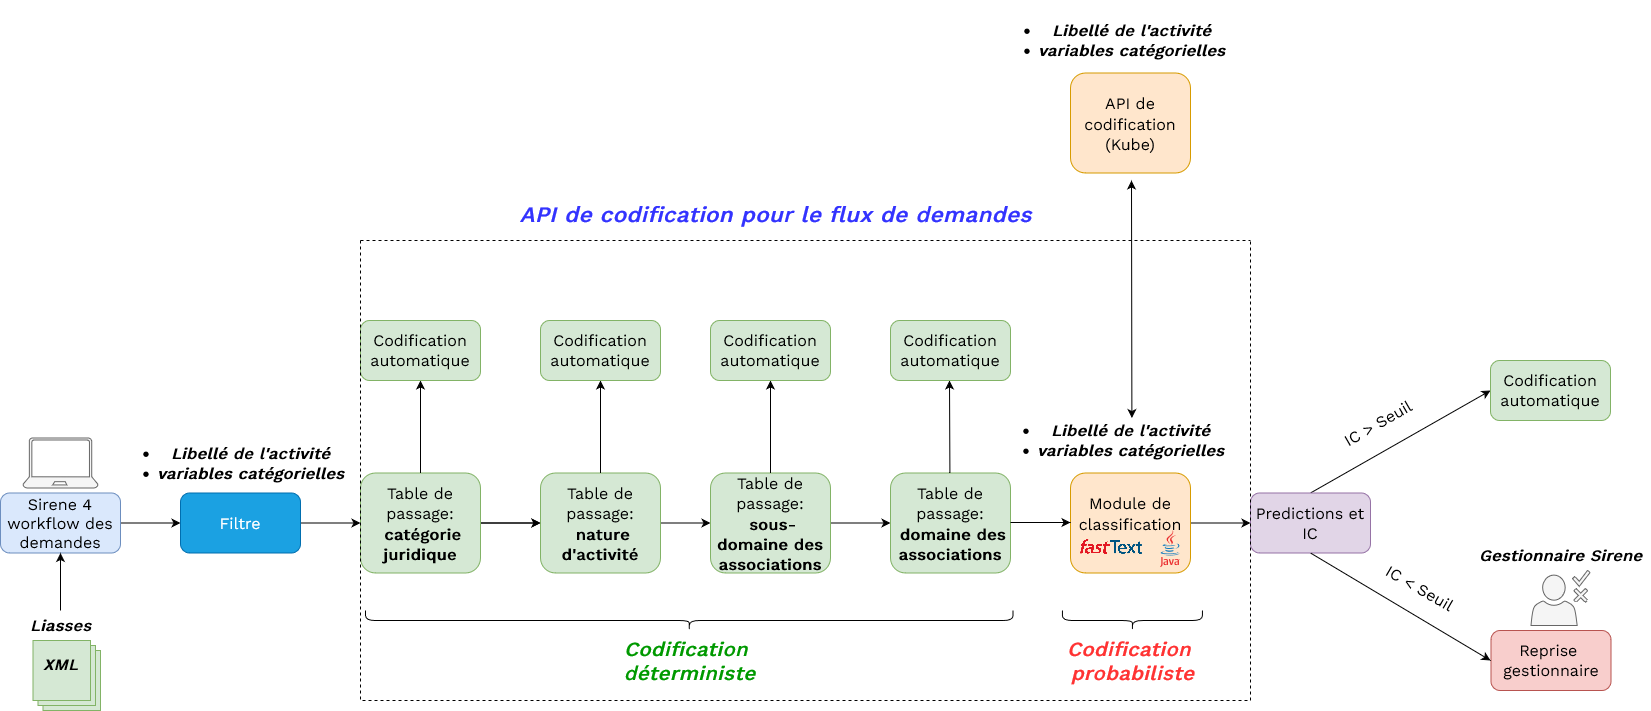 Libellé de l'activité
variables catégorielles
API de
codification
(Kube)
API de codification pour le flux de demandes
Codification
automatique
Codification
automatique
Codification
automatique
Codification
automatique
Codification
automatique
IC > Seuil
Libellé de l'activité
variables catégorielles
Libellé de l'activité
variables catégorielles
Sirene 4
workflow des
demandes
Filtre
Table de
passage:
catégorie
juridique
Table de
passage:
nature
d'activité
Table de
passage:
sous-
domaine des
associations
Table de
passage:
domaine des
associations
Module de
classification
fastText
Java
Predictions et
IC
IC < Seuil
Gestionnaire Sirene
Reprise
gestionnaire
Liasses
XML
Codification
déterministe
Codification
probabiliste